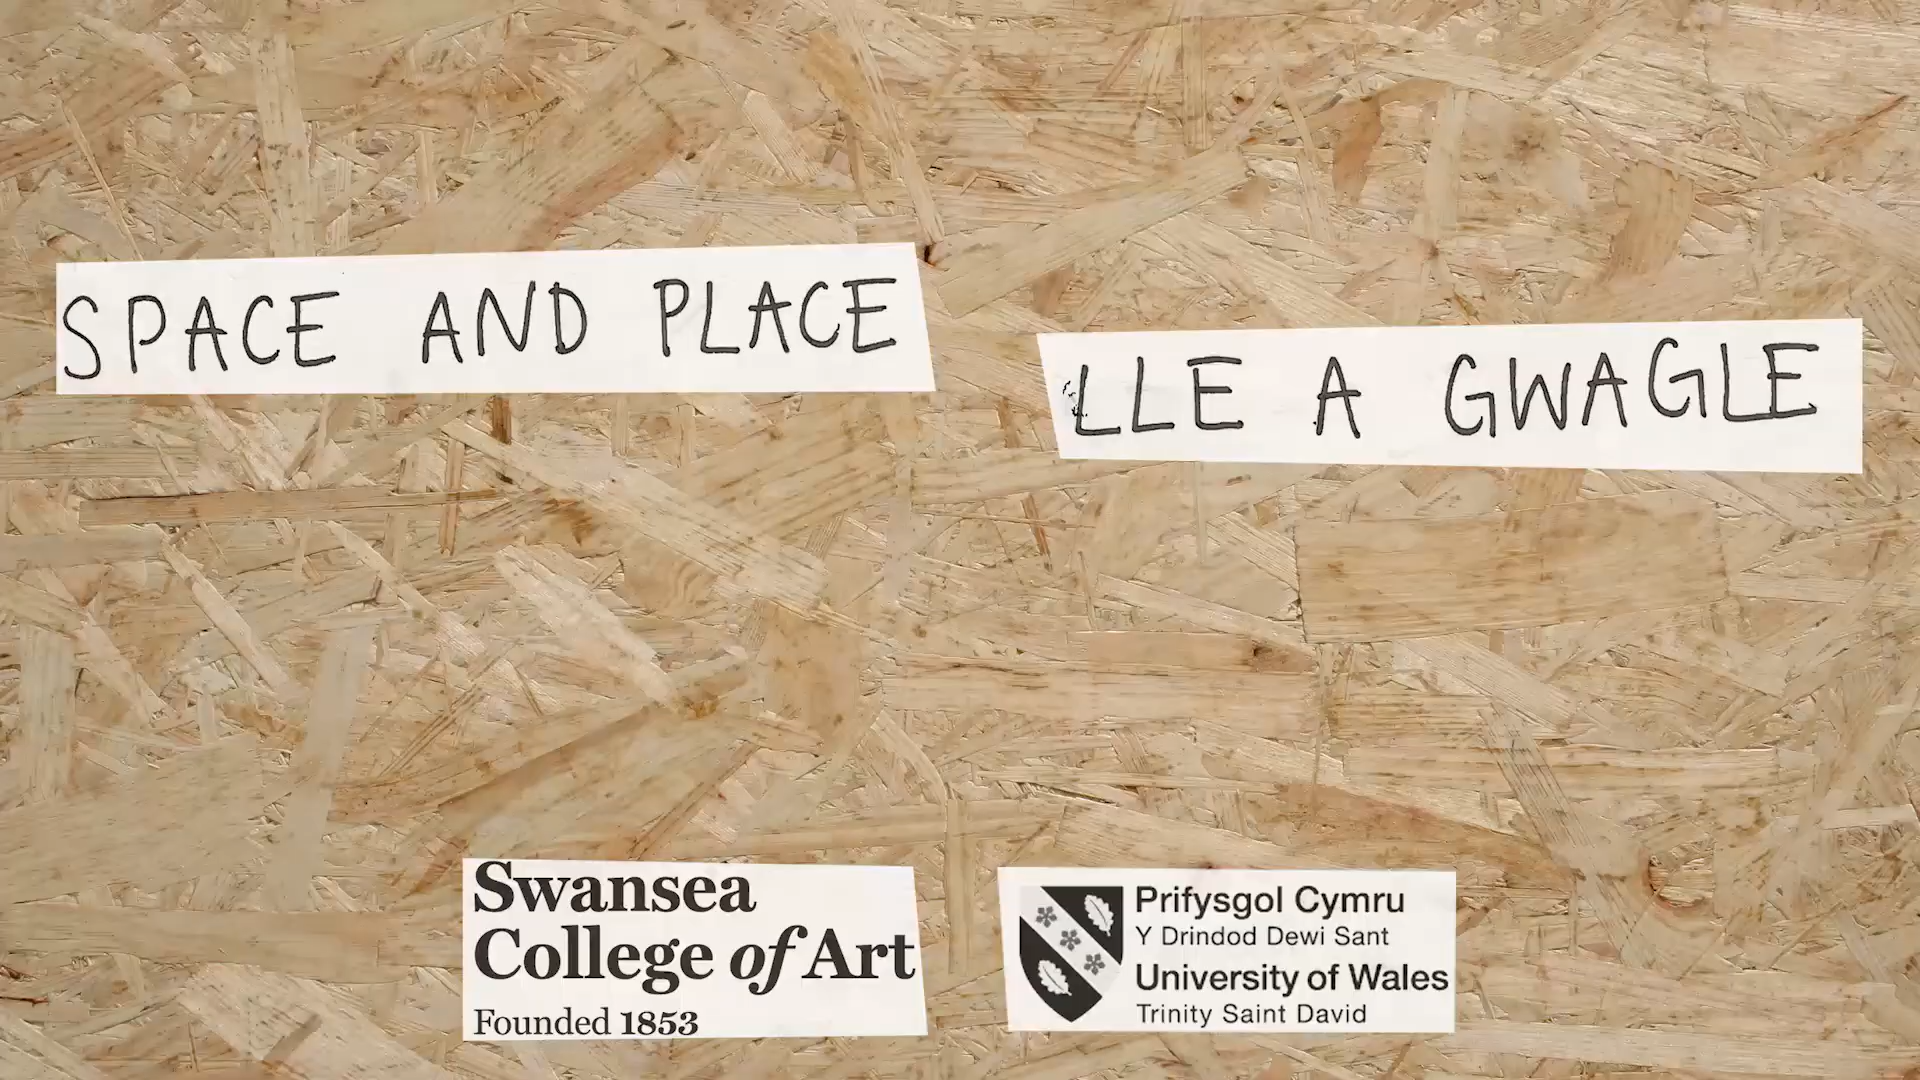 SPACE AND PLACE
LLE A GWAGLE
Swansea
College of Art
Founded 1853
Prifysgol Cymru
Y Drindod Dewi Sant
University of Wales
Trinity Saint David